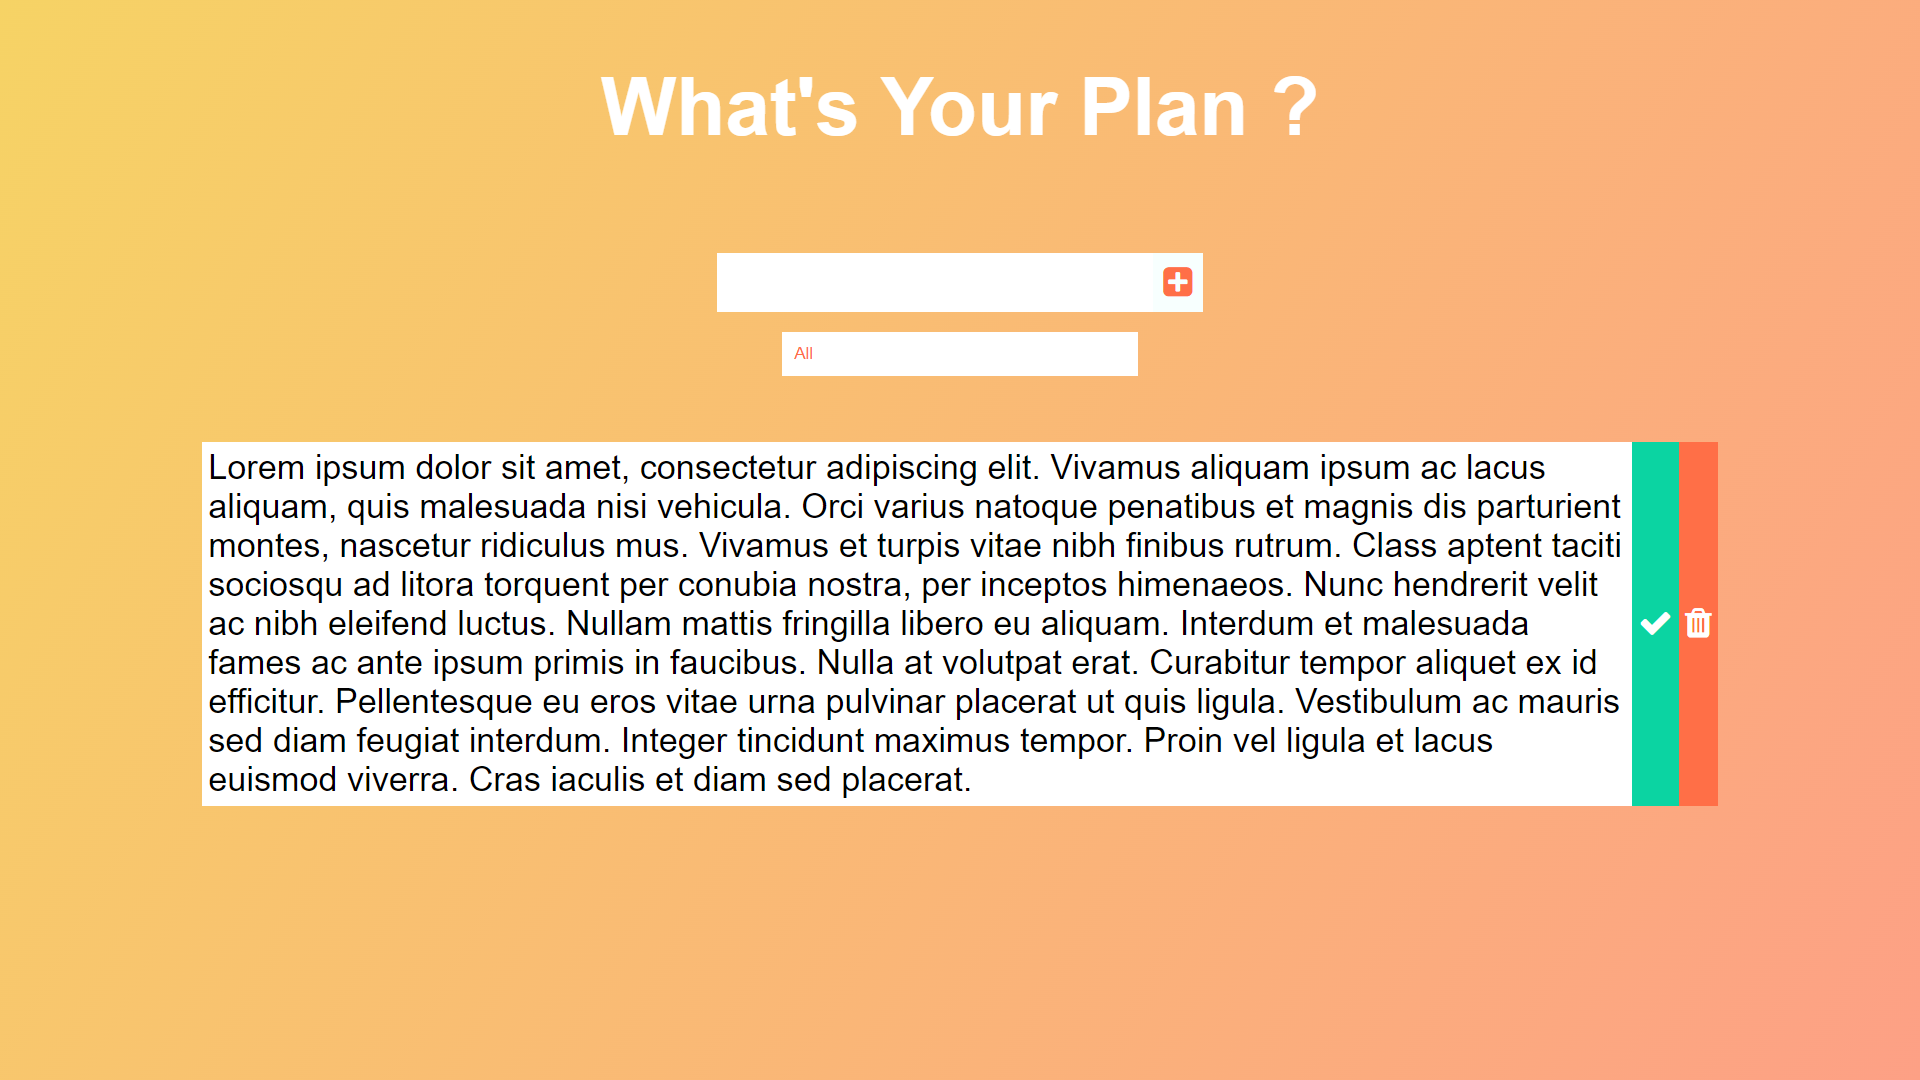 What's Your Plan ?
All
Lorem ipsum dolor sit amet, consectetur adipiscing elit. Vivamus aliquam ipsum ac lacus
aliquam, quis malesuada nisi vehicula. Orci varius natoque penatibus et magnis dis parturient
montes, nascetur ridiculus mus. Vivamus et turpis vitae nibh finibus rutrum. Class aptent taciti
sociosqu ad litora torquent per conubia nostra, per inceptos himenaeos. Nunc hendrerit velit
ac nibh eleifend luctus. Nullam mattis fringilla libero eu aliquam. Interdum et malesuada
fames ac ante ipsum primis in faucibus. Nulla at volutpat erat. Curabitur tempor aliquet ex id
efficitur. Pellentesque eu eros vitae urna pulvinar placerat ut quis ligula. Vestibulum ac mauris
sed diam feugiat interdum. Integer tincidunt maximus tempor. Proin vel ligula et lacus
euismod viverra. Cras iaculis et diam sed placerat.